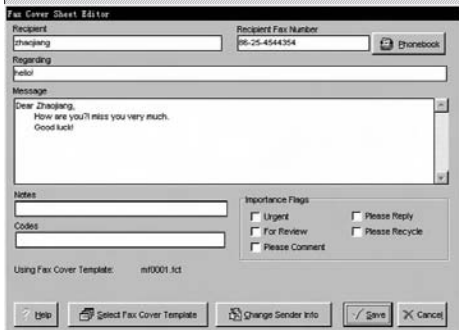 Fax Cover Sheet Editor
Recipient
Recipient Fax Number
zhaojiang
86-25-4544354
Phonebook
Regarding
hello!
Message
Dear Zhaojiang,
How are you?I miss you very much.
Good luck!
Notes
Importance Flags
Urgent
Please Reply
Codes
For Review
Please Recycle
Please Comment
Using Fax Cover Template: mf0001.fct
? Help
Select Fax Cover Template
Change Sender Info
Save
Cancel